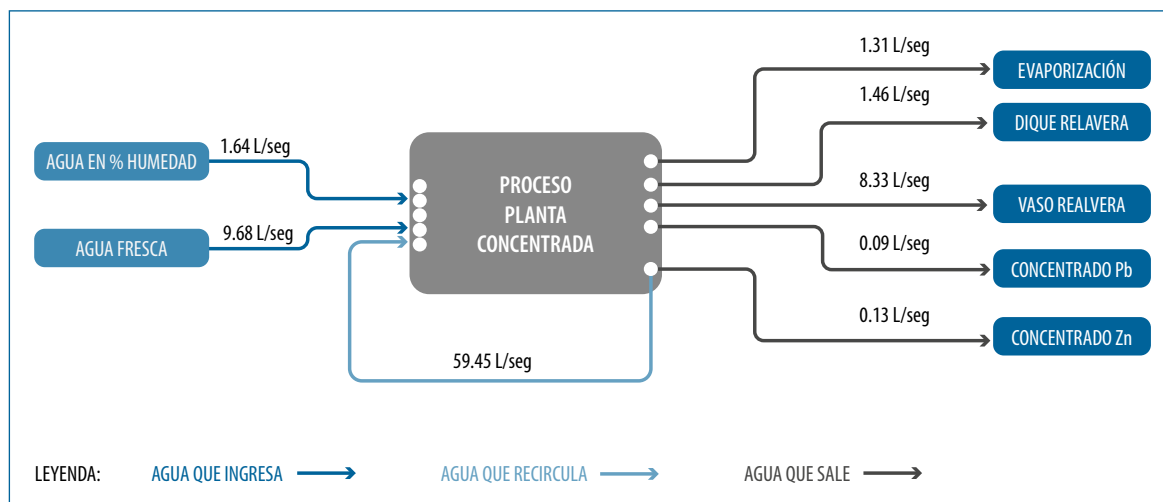 1.31 L/seg
EVAPORIZACIÓN
1.46 L/seg
DIQUE RELAVERA
AGUA EN % HUMEDAD
1.64 L/seg
PROCESO
PLANTA
CONCENTRADA
8.33 L/seg
VASO REALVERA
AGUA FRESCA
9.68 L/seg
0.09 L/seg
CONCENTRADO Pb
0.13 L/seg
CONCENTRADO Zn
59.45 L/seg
LEYENDA:
AGUA QUE INGRESA
AGUA QUE RECIRCULA
AGUA QUE SALE